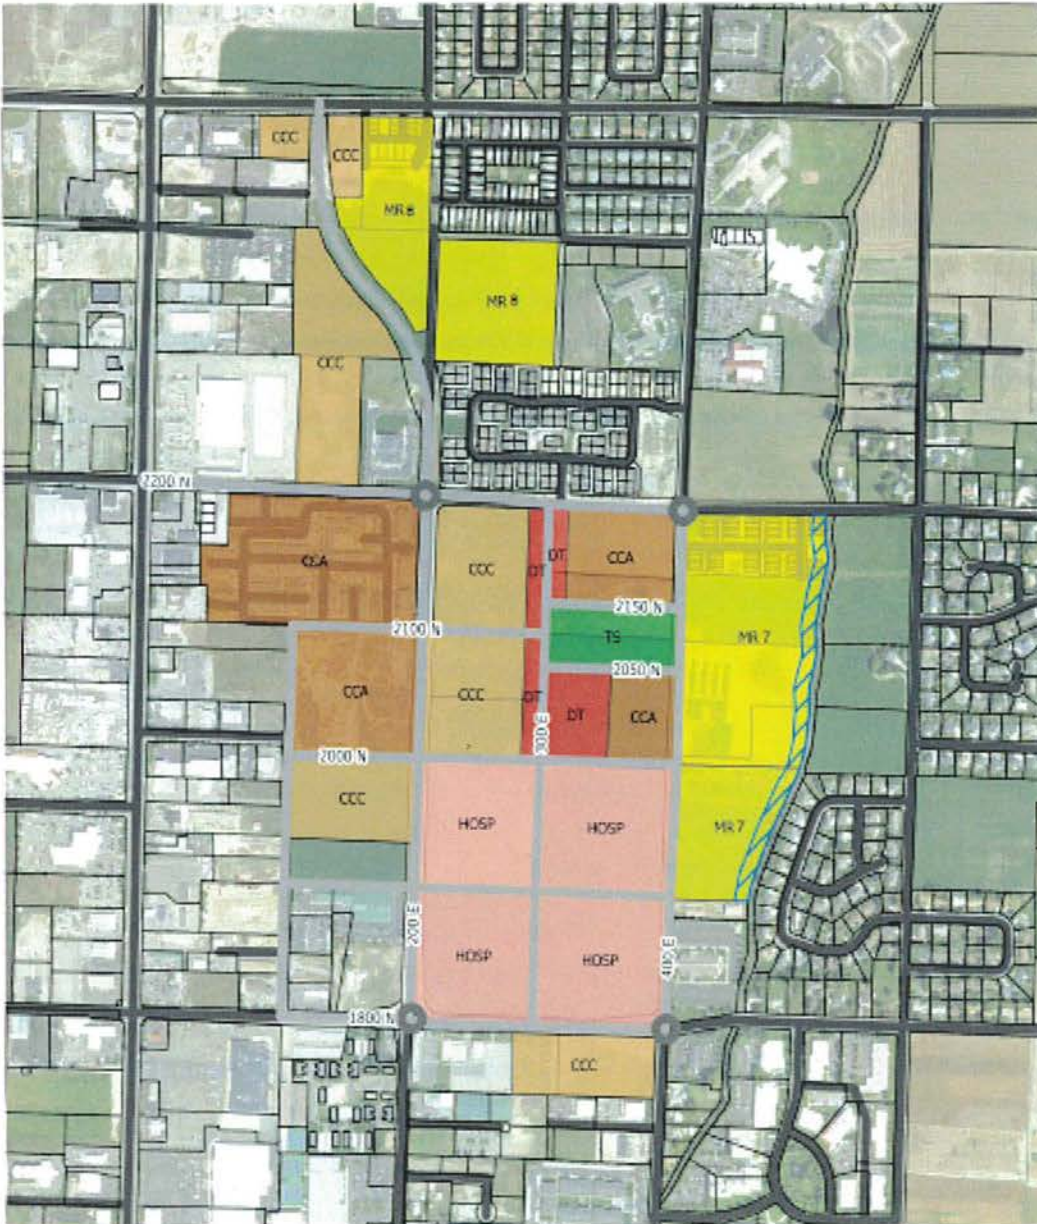 CCC
CCC
MR 8
MR 8
CCC
2200 N
CCA
CCC
DT
DT
CCA
2150 N
2100 N
TS
MR 7
2050 N
CCA
CCC
DT
DT
CCA
300 E
2000 N
CCC
HOSP
HOSP
MR 7
200 E
HOSP
HOSP
400 E
1800 N
CCC